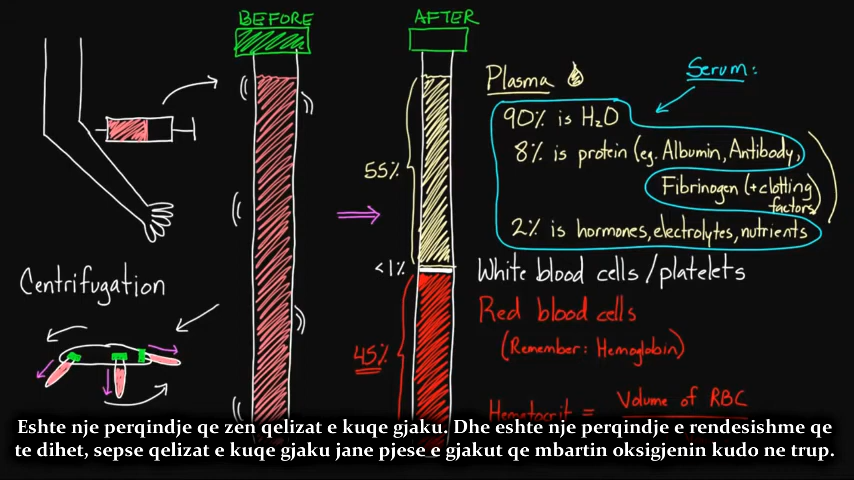 BEFORE
AFTER
Plasma
Serum:
90% is H₂O
8% is protein (eg. Albumin, Antibody,
Fibrinogen (+clotting
factors)
2% is hormones, electrolytes, nutrients
55%
<1%
White blood cells/platelets
Centrifugation
Red blood cells
(Remember: Hemoglobin)
45%
Volume of RBC
Hematocrit =
Eshte nje perqindje qe zen qelizat e kuqe gjaku. Dhe eshte nje perqindje e rendesishme qe
te dihet, sepse qelizat e kuqe gjaku jane pjese e gjakut qe mbartin oksigjenin kudo ne trup.